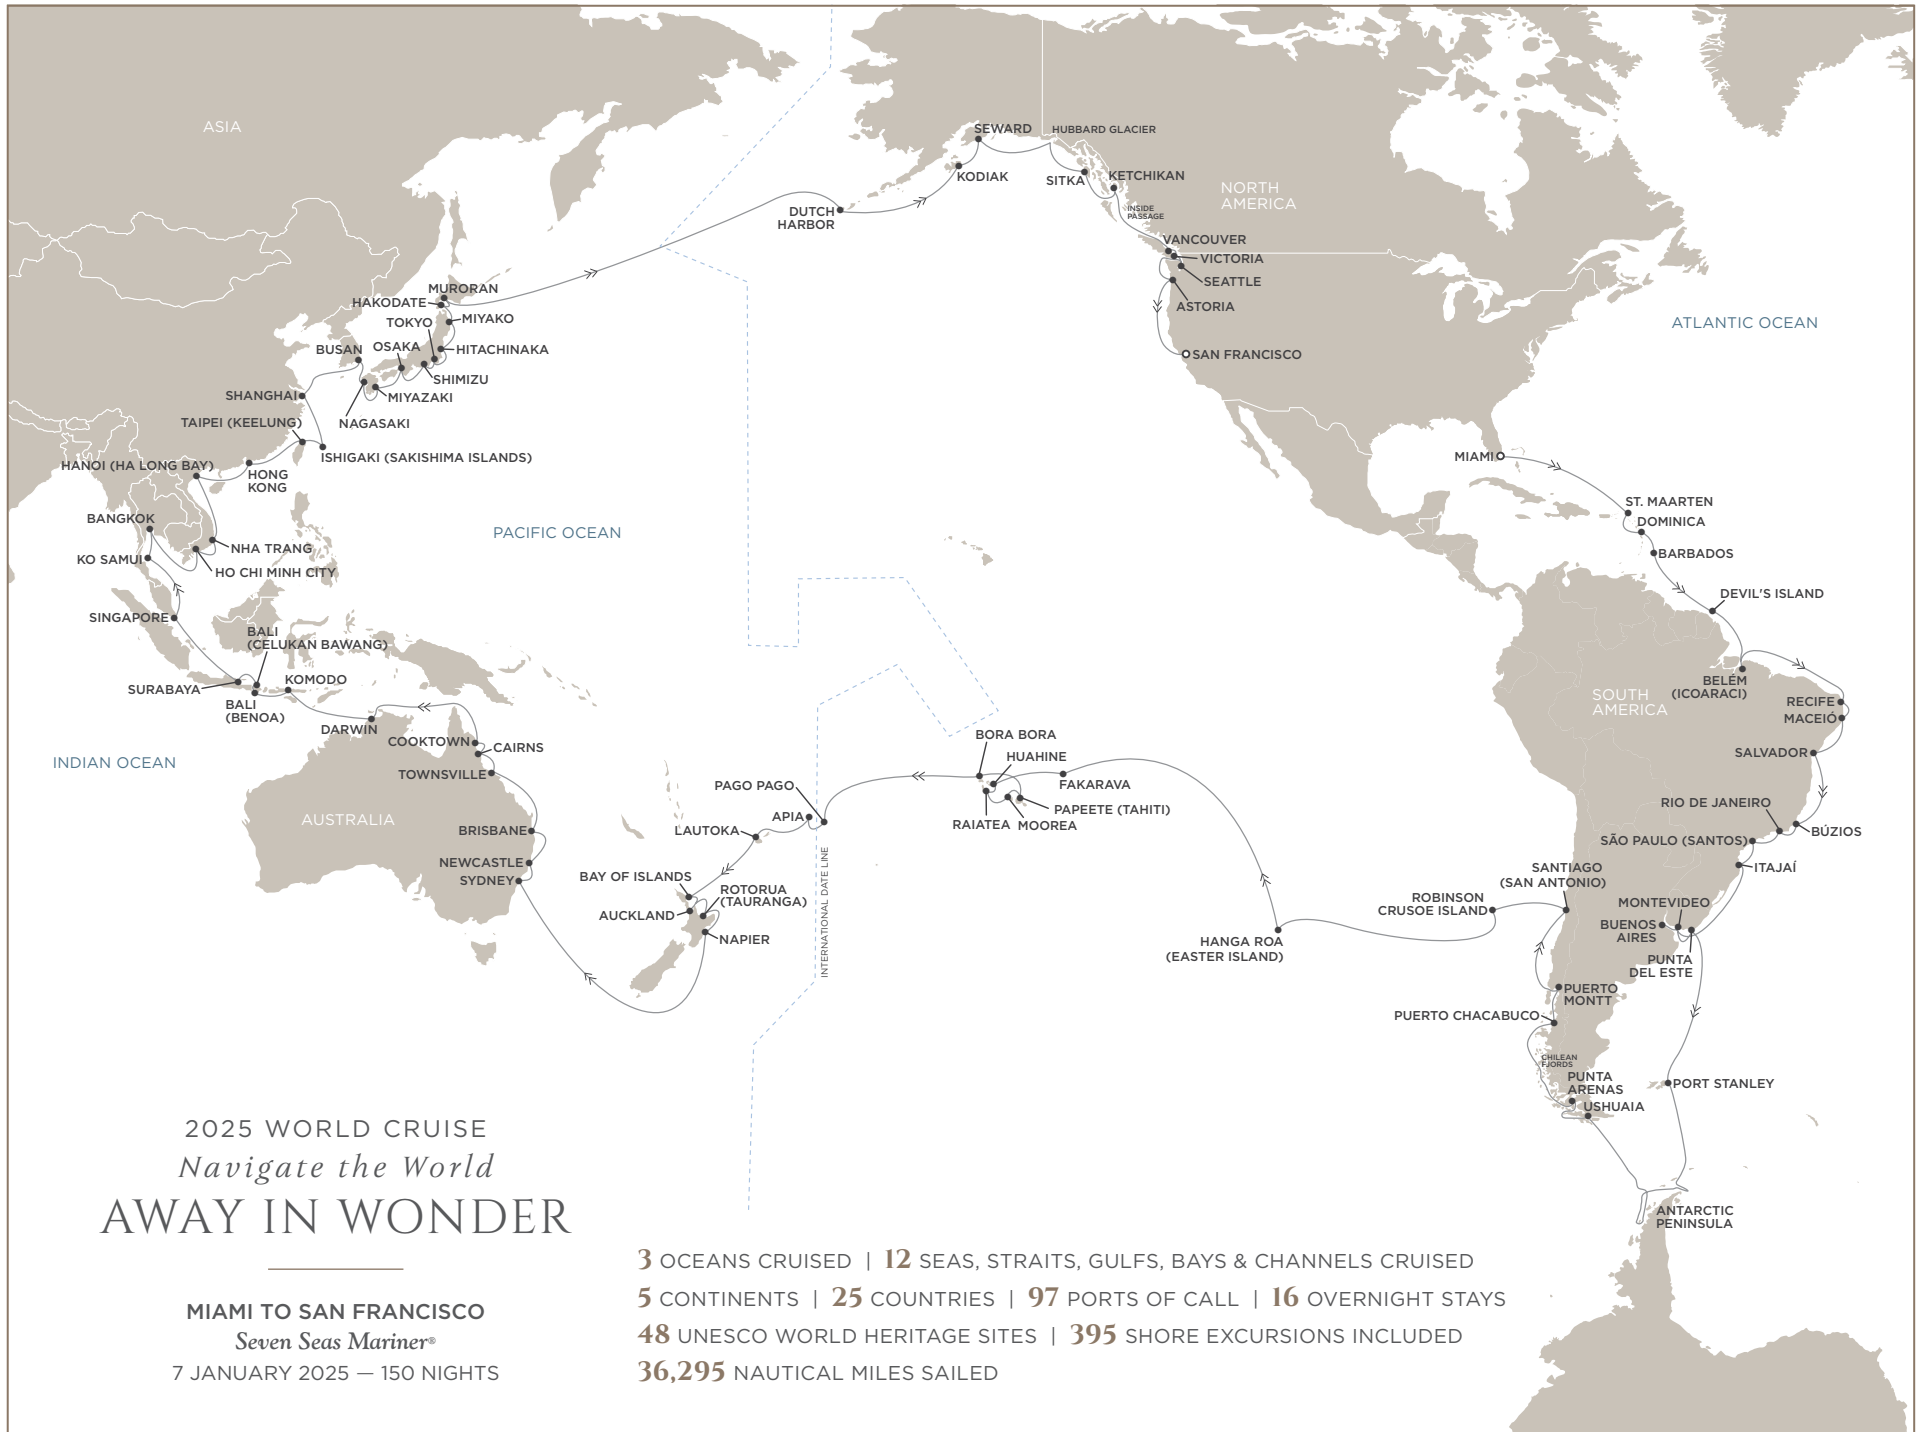 ASIA
SEWARD
HUBBARD GLACIER
KODIAK
SITKA
KETCHIKAN
NORTH
AMERICA
INSIDE
PASSAGE
DUTCH
HARBOR
VANCOUVER
VICTORIA
SEATTLE
ASTORIA
SAN FRANCISCO
ATLANTIC OCEAN
MURORAN
HAKODATE
TOKYO
MIYAKO
BUSAN
OSAKA
HITACHINAKA
SHIMIZU
MIYAZAKI
SHANGHAI
NAGASAKI
TAIPEI (KEELUNG)
ISHIGAKI (SAKISHIMA ISLANDS)
HANOI (HA LONG BAY)
HONG
KONG
BANGKOK
NHA TRANG
KO SAMUI
HO CHI MINH CITY
PACIFIC OCEAN
MIAMI
ST. MAARTEN
DOMINICA
BARBADOS
DEVIL'S ISLAND
SINGAPORE
BALI
(CELUKAN BAWANG)
SURABAYA
KOMODO
BALI
(BENOA)
DARWIN
COOKTOWN
CAIRNS
TOWNSVILLE
INDIAN OCEAN
AUSTRALIA
BRISBANE
NEWCASTLE
SYDNEY
BELÉM
(ICOARACI)
SOUTH
AMERICA
RECIFE
MACEIÓ
SALVADOR
RIO DE JANEIRO
BÚZIOS
SÃO PAULO (SANTOS)
ITAJAÍ
BORA BORA
HUAHINE
FAKARAVA
PAPEETE (TAHITI)
RAIATEA
MOOREA
PAGO PAGO
APIA
LAUTOKA
BAY OF ISLANDS
ROTORUA
(TAURANGA)
AUCKLAND
NAPIER
INTERNATIONAL DATE LINE
HANGA ROA
(EASTER ISLAND)
ROBINSON
CRUSOE ISLAND
SANTIAGO
(SAN ANTONIO)
MONTEVIDEO
BUENOS
AIRES
PUNTA
DEL ESTE
PUERTO
MONTT
PUERTO CHACABUCO
CHILEAN
FJORDS
PUNTA
ARENAS
USHUAIA
PORT STANLEY
ANTARCTIC
PENINSULA
2025 WORLD CRUISE
Navigate the World
AWAY IN WONDER
MIAMI TO SAN FRANCISCO
Seven Seas Mariner®
7 JANUARY 2025 — 150 NIGHTS
3 OCEANS CRUISED | 12 SEAS, STRAITS, GULFS, BAYS & CHANNELS CRUISED
5 CONTINENTS | 25 COUNTRIES | 97 PORTS OF CALL | 16 OVERNIGHT STAYS
48 UNESCO WORLD HERITAGE SITES | 395 SHORE EXCURSIONS INCLUDED
36,295 NAUTICAL MILES SAILED